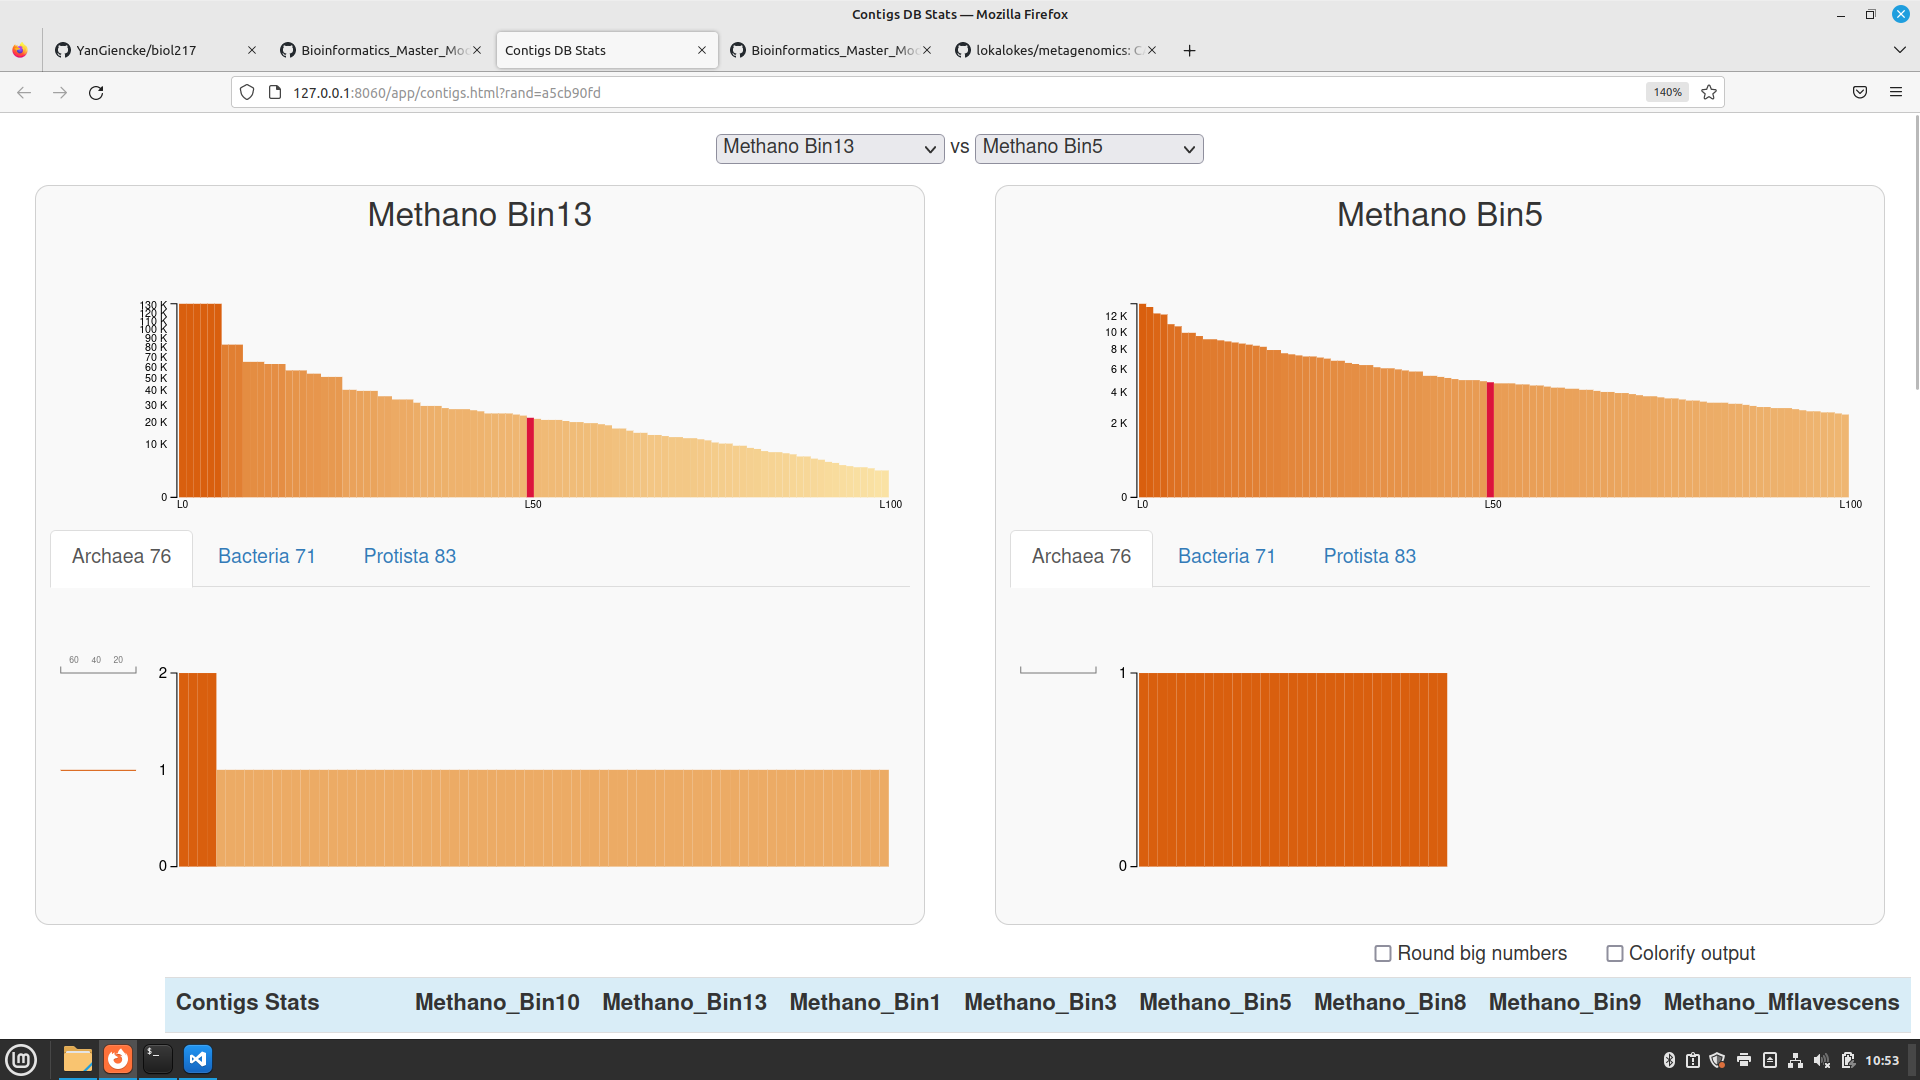 Contigs DB Stats — Mozilla Firefox
YanGiencke/biol217
Bioinformatics_Master_Mo
Contigs DB Stats
Bioinformatics_Master_Mo
lokalokes/metagenomics:
127.0.0.1:8060/app/contigs.html?rand=a5cb90fd
140%
Methano Bin13 vs Methano Bin5
Methano Bin13
130 K
120 K
110 K
100 K
90 K
80 K
70 K
60 K
50 K
40 K
30 K
20 K
10 K
0
L0 L50 L100
Archaea 76 Bacteria 71 Protista 83
60 40 20
2
1
0
Methano Bin5
12 K
10 K
8 K
6 K
4 K
2 K
0
L0 L50 L100
Archaea 76 Bacteria 71 Protista 83
1
0
Round big numbers Colorify output
Contigs Stats Methano_Bin10 Methano_Bin13 Methano_Bin1 Methano_Bin3 Methano_Bin5 Methano_Bin8 Methano_Bin9 Methano_Mflavescens
10:53